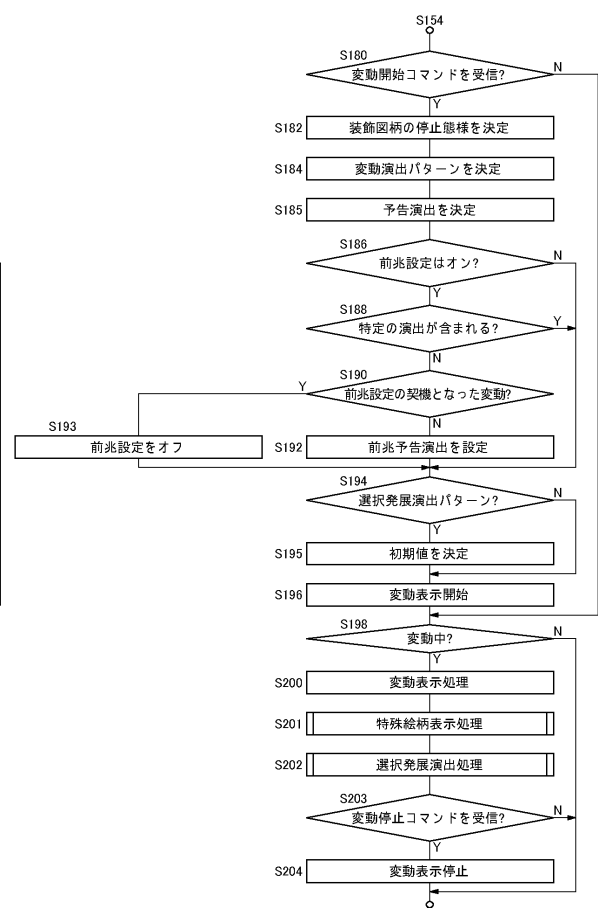 S154
S180
変動開始コマンドを受信?
N
Y
S182
装飾図柄の停止態様を決定
S184
変動演出パターンを決定
S185
予告演出を決定
S186
前兆設定はオン?
N
Y
S188
特定の演出が含まれる?
Y
N
S190
前兆設定の契機となった変動?
Y
N
S193
前兆設定をオフ
S192
前兆予告演出を設定
S194
選択発展演出パターン?
N
Y
S195
初期値を決定
S196
変動表示開始
S198
変動中?
N
Y
S200
変動表示処理
S201
特殊絵柄表示処理
S202
選択発展演出処理
S203
変動停止コマンドを受信?
N
Y
S204
変動表示停止